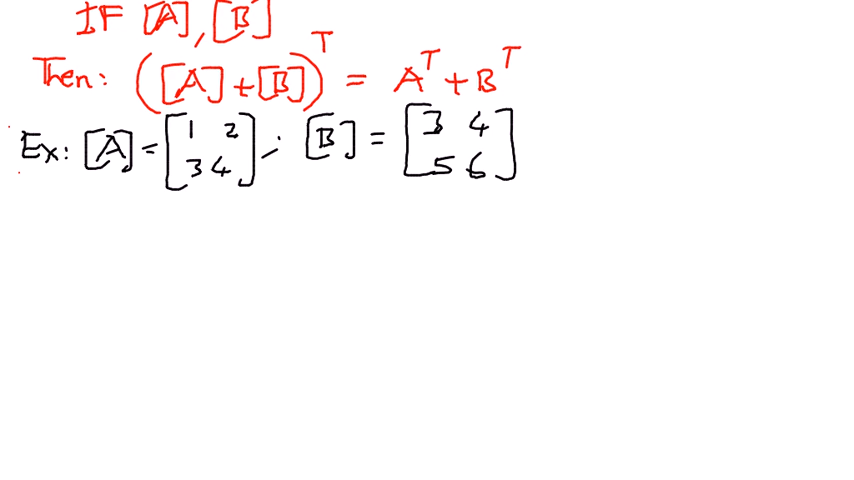 IF [A], [B]
Then: ([A]+[B])^T = A^T + B^T
Ex: [A] = [1 2; 3 4]; [B] = [3 4; 5 6]